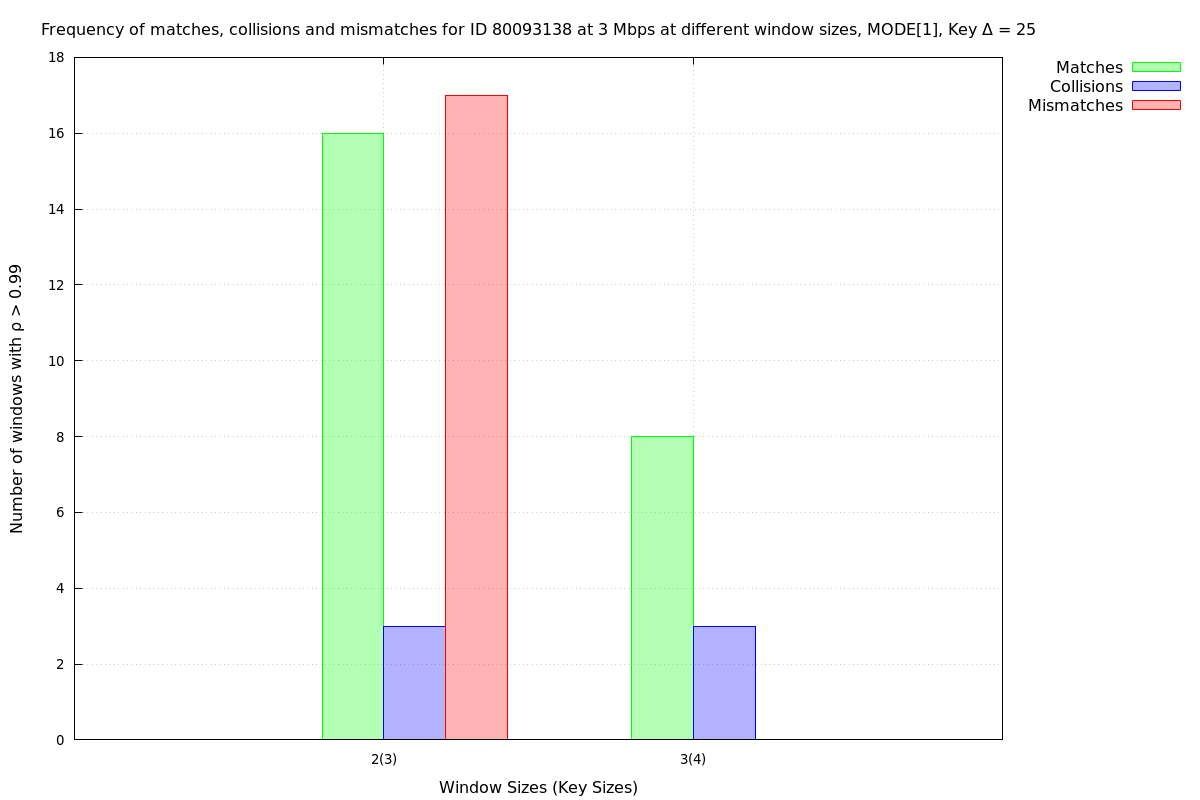 Frequency of matches, collisions and mismatches for ID 80093138 at 3 Mbps at different window sizes, MODE[1], Key Δ = 25
Matches
Collisions
Mismatches
Number of windows with ρ > 0.99
18
16
14
12
10
8
6
4
2
0
2(3)
3(4)
Window Sizes (Key Sizes)